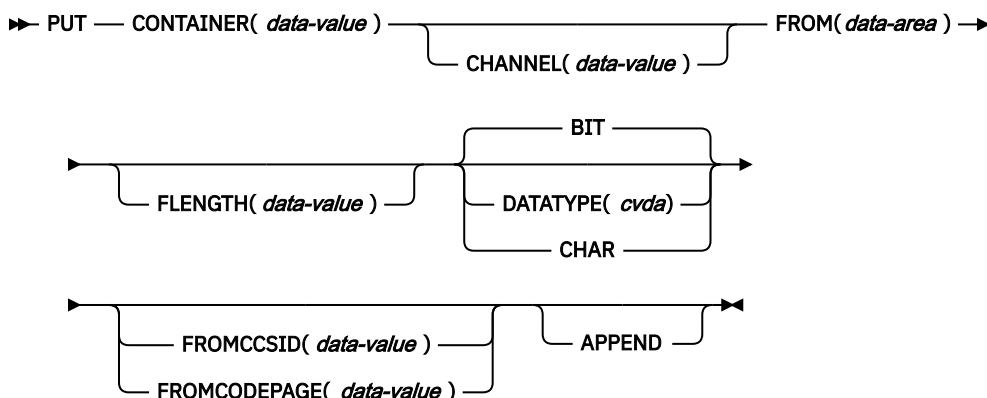 PUT CONTAINER( data-value ) FROM( data-area )
CHANNEL( data-value )
BIT
FLENGTH( data-value ) DATATYPE( cvda)
CHAR
FROMCCSID( data-value ) APPEND
FROMCODEPAGE( data-value )